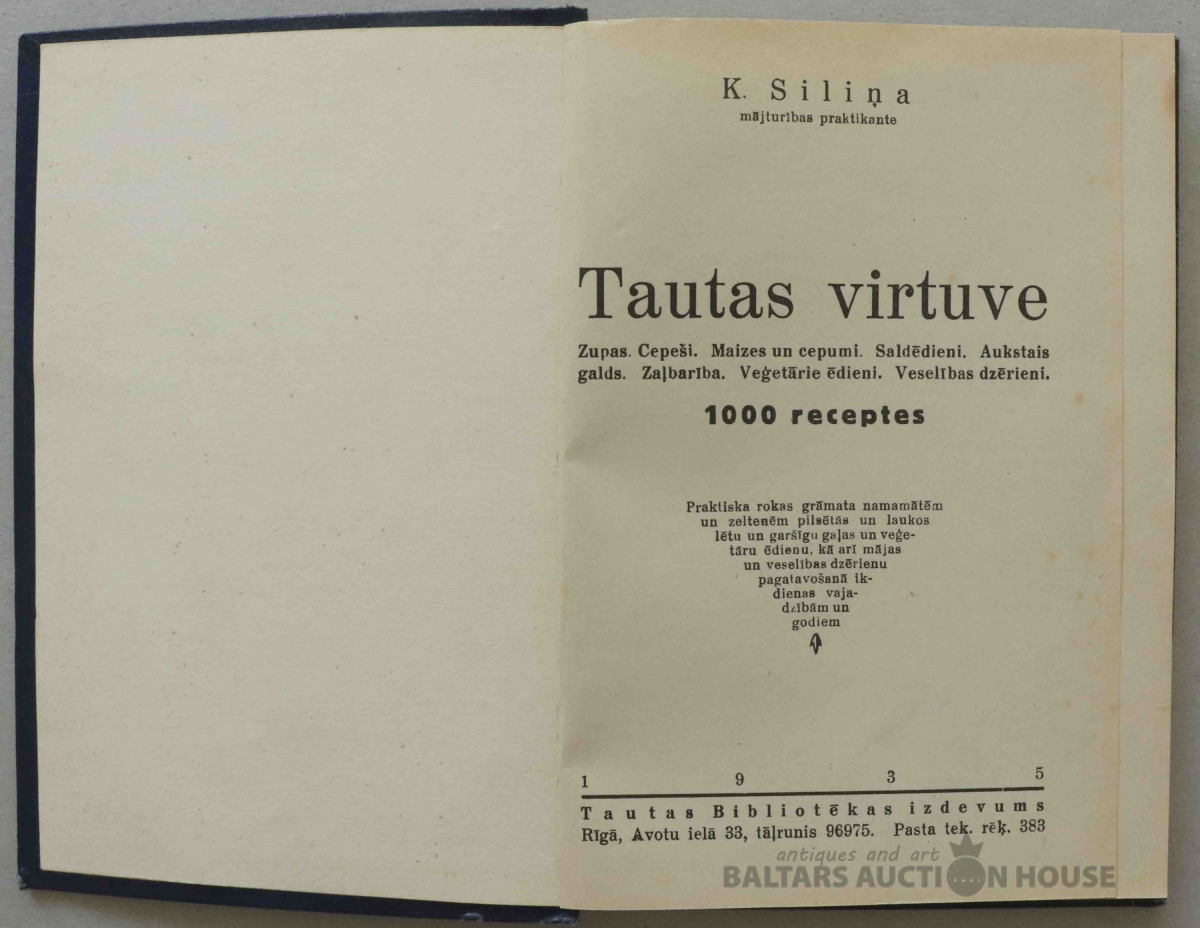 K. Siliņa
mājturības praktikante
Tautas virtuve
Zupas. Cepeši. Maizes un cepumi. Saldēdieni. Aukstais
galds. Zaļbarība. Veģetārie ēdieni. Veselības dzērieni.
1000 receptes
Praktiska rokas grāmata namamātēm
un zeltenēm pilsētās un laukos
lētu un garšīgu gaļas un veģe-
tāru ēdienu, kā arī mājas
un veselības dzērienu
pagatavošanā ik-
dienas vaja-
dzībām un
godiem
1 9 3 5
Tautas Bibliotēkas izdevums
Rīgā, Avotu ielā 33, tāļrunis 96975. Pasta tek. rēķ. 383
antiques and art
BALTARS AUCTION HOUSE